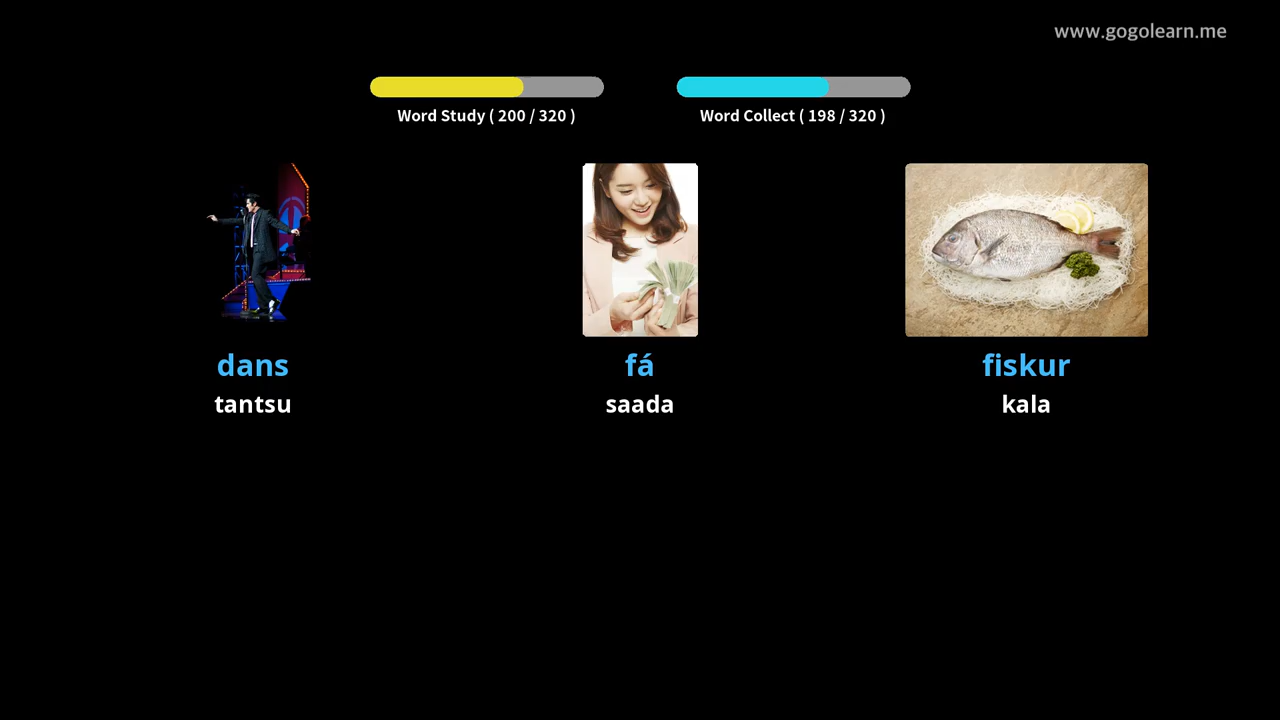 www.gogolearn.me
Word Study ( 200 / 320 )
Word Collect ( 198 / 320 )
dans
tantsu
fá
saada
fiskur
kala